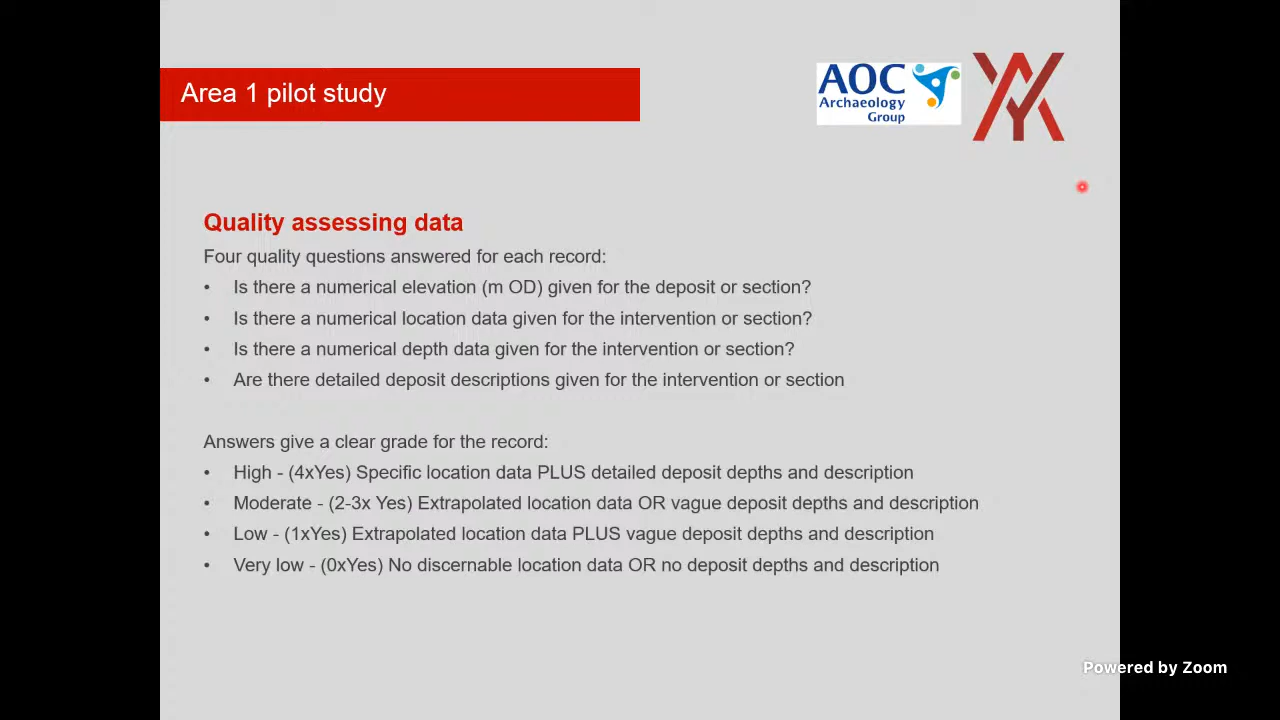 Area 1 pilot study
AOC
Archaeology
Group
Quality assessing data
Four quality questions answered for each record:
• Is there a numerical elevation (m OD) given for the deposit or section?
• Is there a numerical location data given for the intervention or section?
• Is there a numerical depth data given for the intervention or section?
• Are there detailed deposit descriptions given for the intervention or section
Answers give a clear grade for the record:
• High - (4xYes) Specific location data PLUS detailed deposit depths and description
• Moderate - (2-3x Yes) Extrapolated location data OR vague deposit depths and description
• Low - (1xYes) Extrapolated location data PLUS vague deposit depths and description
• Very low - (0xYes) No discernable location data OR no deposit depths and description
Powered by Zoom